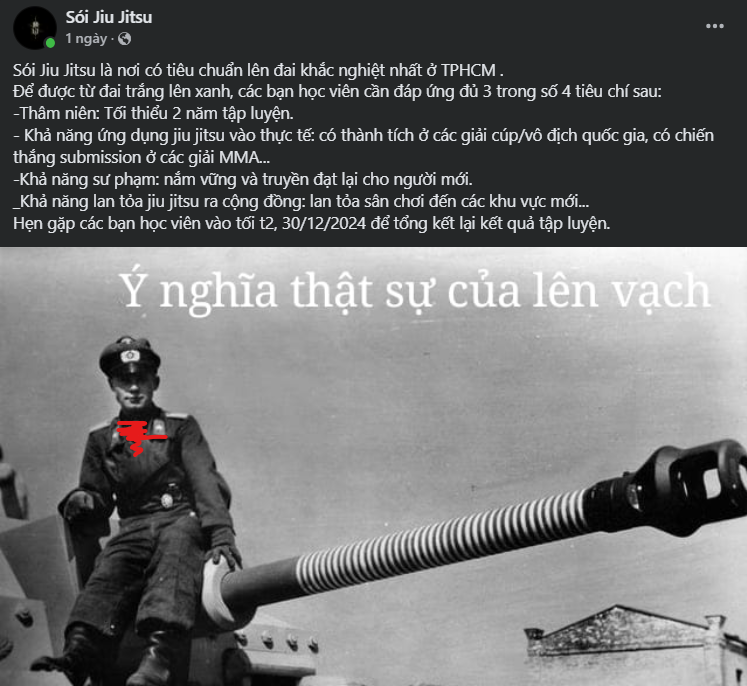 Sói Jiu Jitsu
1 ngày ·
Sói Jiu Jitsu là nơi có tiêu chuẩn lên đai khắc nghiệt nhất ở TPHCM .
Để được từ đai trắng lên xanh, các bạn học viên cần đáp ứng đủ 3 trong số 4 tiêu chí sau:
-Thâm niên: Tối thiểu 2 năm tập luyện.
- Khả năng ứng dụng jiu jitsu vào thực tế: có thành tích ở các giải cúp/vô địch quốc gia, có chiến
thắng submission ở các giải MMA...
-Khả năng sư phạm: nắm vững và truyền đạt lại cho người mới.
_Khả năng lan tỏa jiu jitsu ra cộng đồng: lan tỏa sân chơi đến các khu vực mới...
Hẹn gặp các bạn học viên vào tối t2, 30/12/2024 để tổng kết lại kết quả tập luyện.
Ý nghĩa thật sự của lên vạch